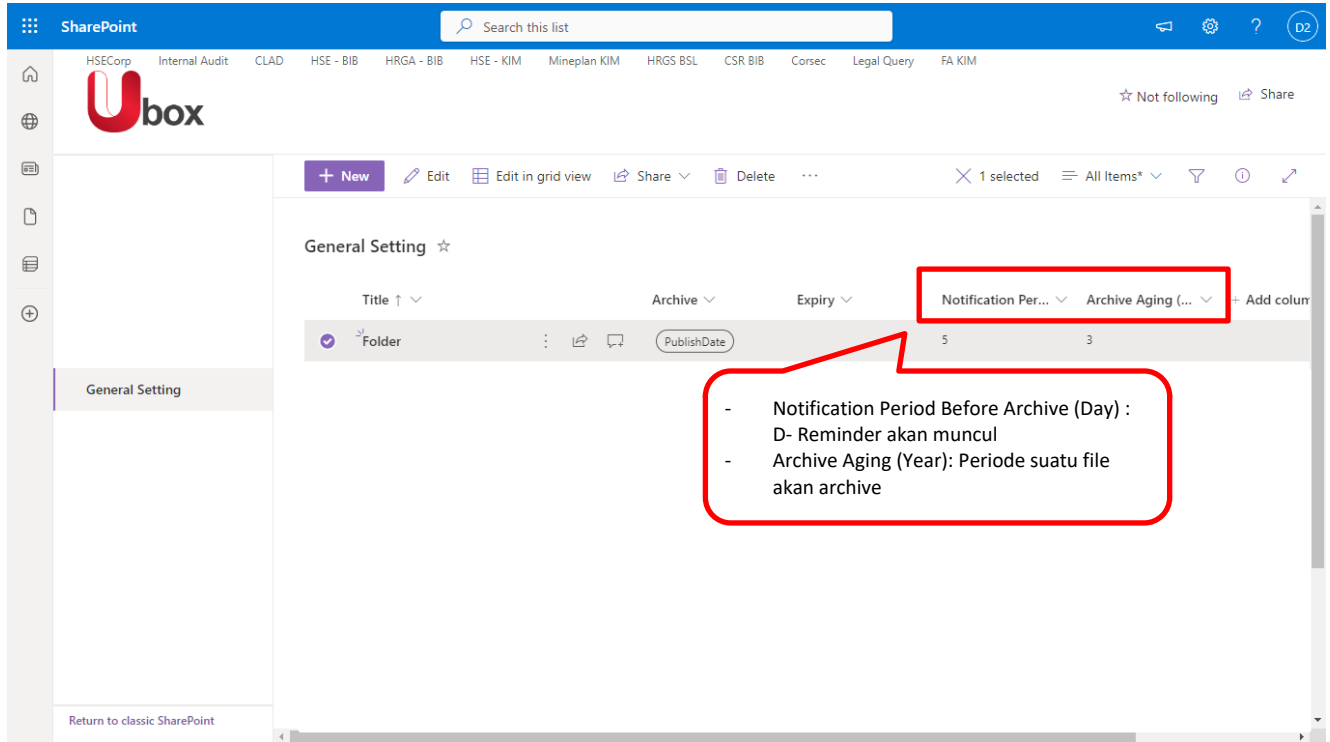 SharePoint
Search this list
?
D2
HSECorp Internal Audit CLAD HSE - BIB HRGA - BIB HSE - KIM Mineplan KIM HRGS BSL CSR BIB Corsec Legal Query FA KIM
Ubox
Not following Share
+ New Edit Edit in grid view Share Delete ... 1 selected All Items*
General Setting
Title ↑ Archive Expiry Notification Per... Archive Aging (... + Add colum
Folder PublishDate 5 3
General Setting
- Notification Period Before Archive (Day) :
D- Reminder akan muncul
- Archive Aging (Year): Periode suatu file
akan archive
Return to classic SharePoint